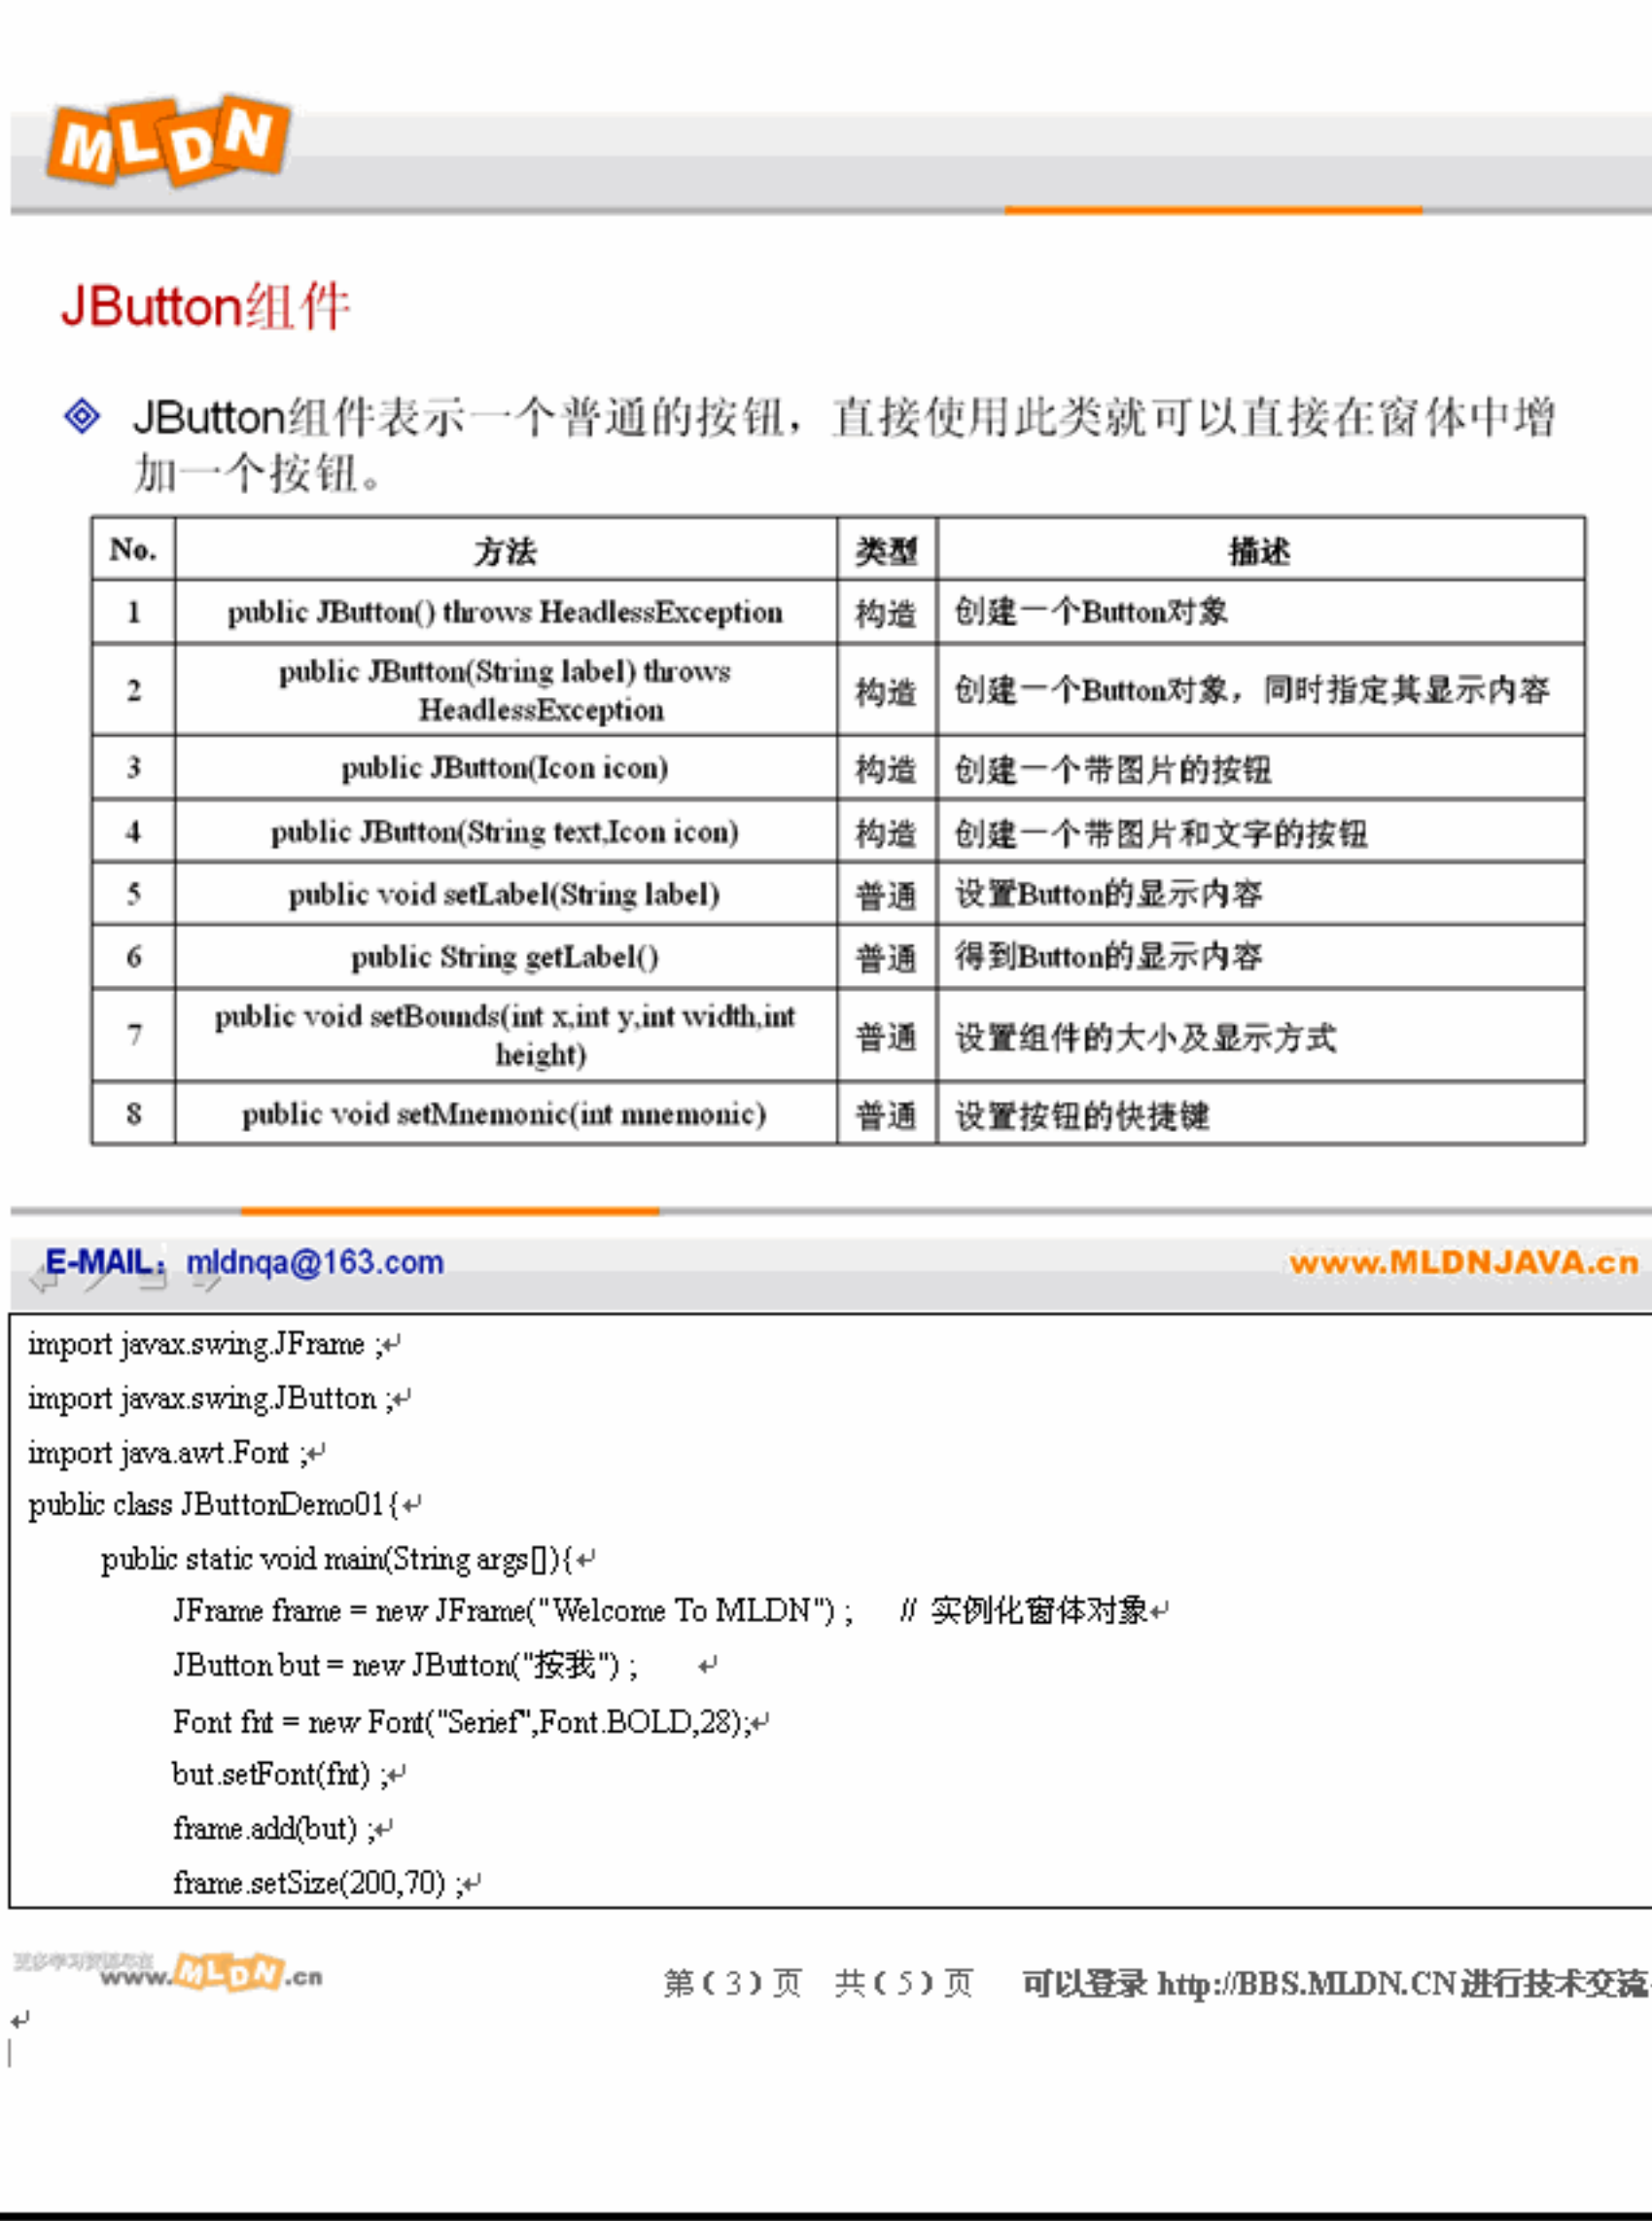 MLDN
JButton组件
JButton组件表示一个普通的按钮，直接使用此类就可以直接在窗体中增
加一个按钮。
No. 方法 类型 描述
1 public JButton() throws HeadlessException 构造 创建一个Button对象
2 public JButton(String label) throws HeadlessException 构造 创建一个Button对象，同时指定其显示内容
3 public JButton(Icon icon) 构造 创建一个带图片的按钮
4 public JButton(String text,Icon icon) 构造 创建一个带图片和文字的按钮
5 public void setLabel(String label) 普通 设置Button的显示内容
6 public String getLabel() 普通 得到Button的显示内容
7 public void setBounds(int x,int y,int width,int height) 普通 设置组件的大小及显示方式
8 public void setMnemonic(int mnemonic) 普通 设置按钮的快捷键
E-MAIL：mldnqa@163.com www.MLDNJAVA.cn
import javax.swing.JFrame ;
import javax.swing.JButton ;
import java.awt.Font ;
public class JButtonDemo01{
public static void main(String args[]){
JFrame frame = new JFrame("Welcome To MLDN") ; // 实例化窗体对象
JButton but = new JButton("按我") ;
Font fnt = new Font("Serief",Font.BOLD,28);
but.setFont(fnt) ;
frame.add(but) ;
frame.setSize(200,70) ;
更多学习资源尽在
www.MLDN.cn 第（3）页 共（5）页 可以登录 http://BBS.MLDN.CN 进行技术交流